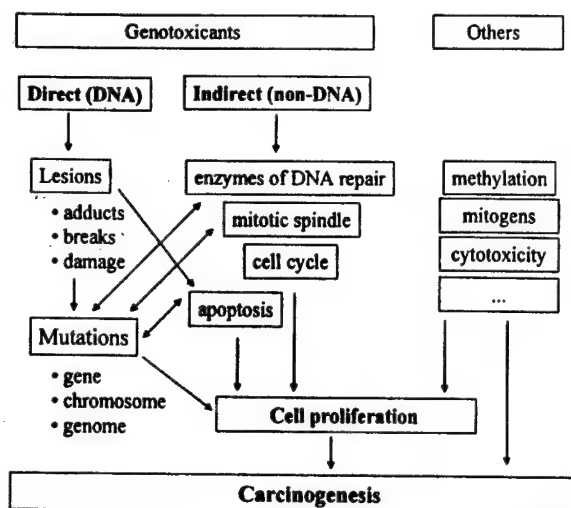 Genotoxicants
Others
Direct (DNA)
Indirect (non-DNA)
Lesions
• adducts
• breaks
• damage
enzymes of DNA repair
mitotic spindle
cell cycle
apoptosis
methylation
mitogens
cytotoxicity
...
Mutations
• gene
• chromosome
• genome
Cell proliferation
Carcinogenesis